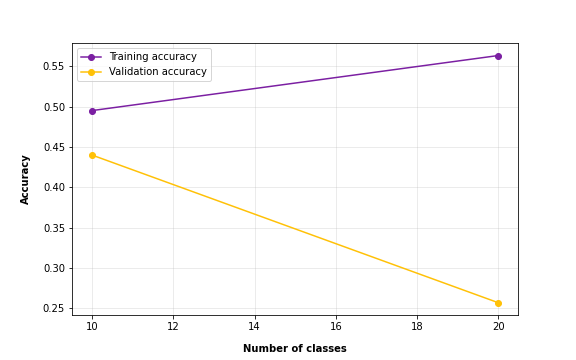 Training accuracy
Validation accuracy
0.55
0.50
0.45
0.40
0.35
0.30
0.25
Accuracy
10 12 14 16 18 20
Number of classes